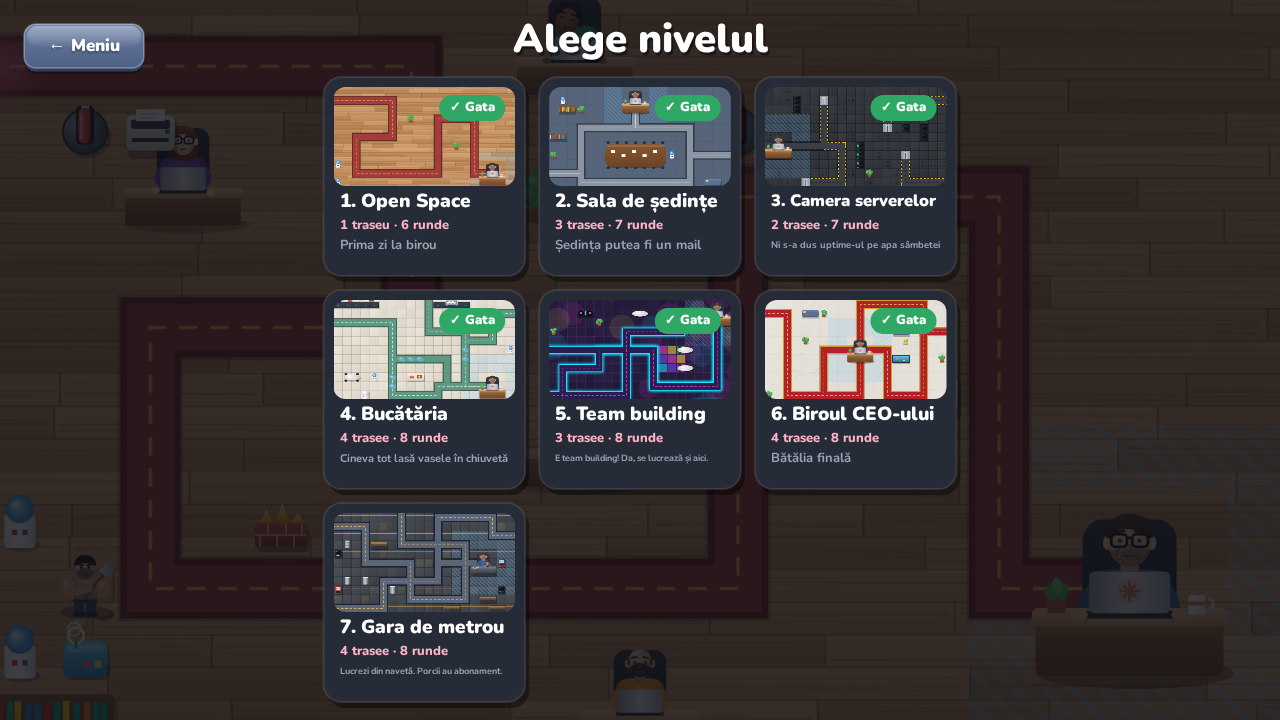 ← Meniu
Alege nivelul
✓ Gata
1. Open Space
1 traseu · 6 runde
Prima zi la birou
✓ Gata
2. Sala de ședințe
3 trasee · 7 runde
Ședința putea fi un mail
✓ Gata
3. Camera serverelor
2 trasee · 7 runde
Ni s-a dus uptime-ul pe apa sâmbetei
✓ Gata
4. Bucătăria
4 trasee · 8 runde
Cineva tot lasă vasele în chiuvetă
✓ Gata
5. Team building
3 trasee · 8 runde
E team building! Da, se lucrează și aici.
✓ Gata
6. Biroul CEO-ului
4 trasee · 8 runde
Bătălia finală
7. Gara de metrou
4 trasee · 8 runde
Lucrezi din navetă. Porcii au abonament.